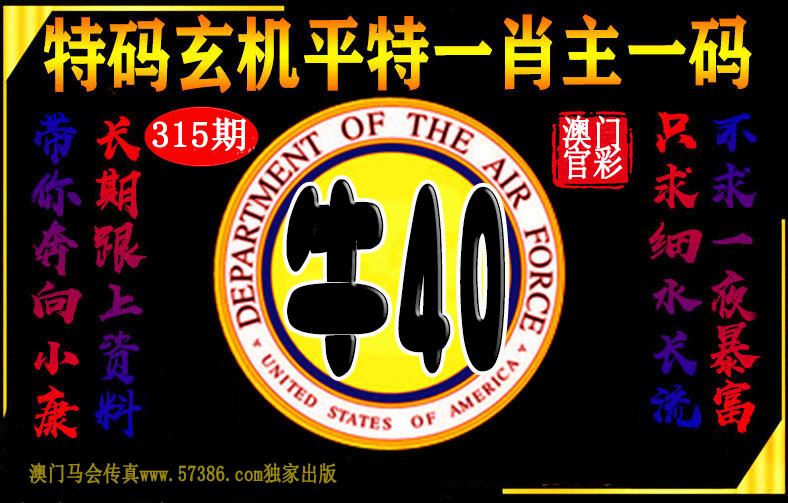 特码玄机平特一肖主一码
315期
澳门
官彩
长期跟上资料
带你奔向小康
不求一夜暴富
只求细水长流
DEPARTMENT OF THE AIR FORCE
牛40
UNITED STATES OF AMERICA
澳门马会传真www.57386.com独家出版